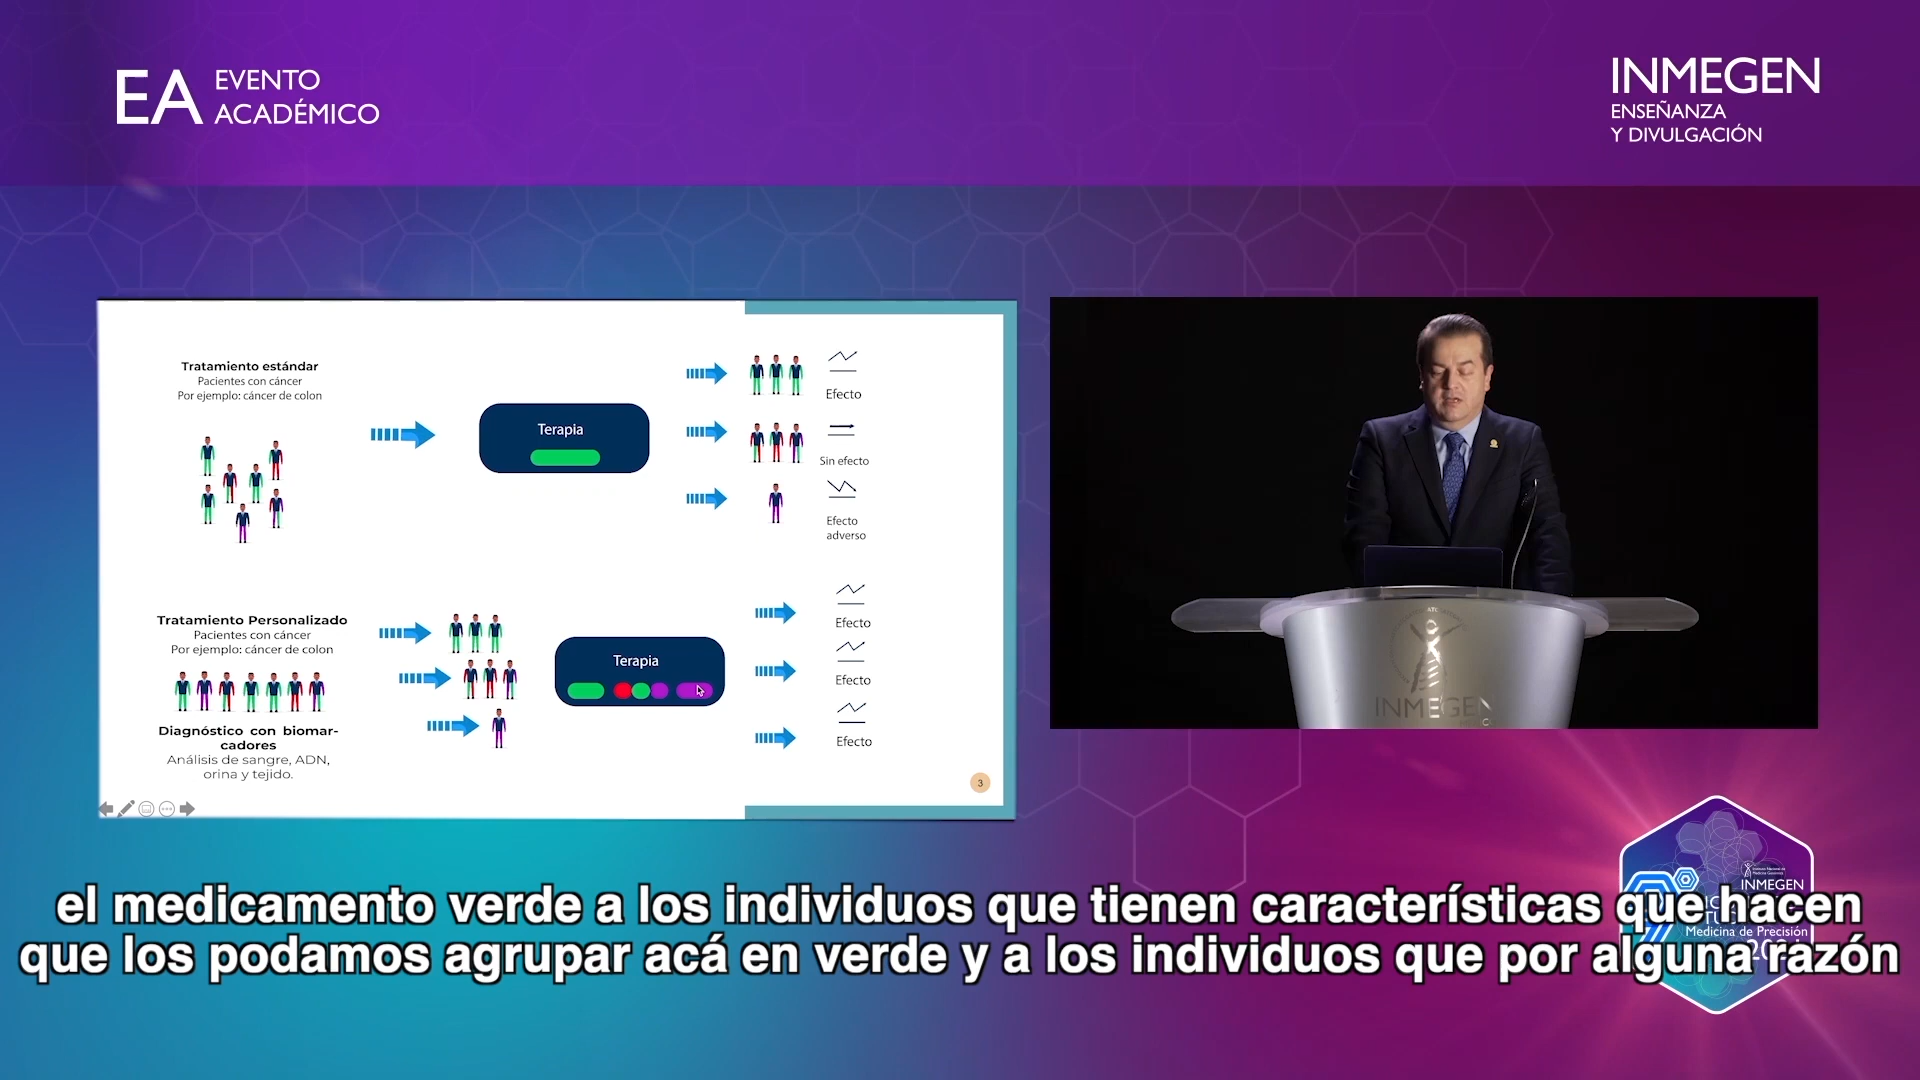 EA EVENTO
ACADÉMICO
INMEGEN
ENSEÑANZA
Y DIVULGACIÓN
Tratamiento estándar
Pacientes con cáncer
Por ejemplo: cáncer de colon
Terapia
Efecto
Sin efecto
Efecto
adverso
Tratamiento Personalizado
Pacientes con cáncer
Por ejemplo: cáncer de colon
Diagnóstico con biomar-
cadores
Análisis de sangre, ADN,
orina y tejido.
Terapia
Efecto
Efecto
Efecto
3
INMEGEN
INMEGEN
Medicina de Precisión
el medicamento verde a los individuos que tienen características que hacen
que los podamos agrupar acá en verde y a los individuos que por alguna razón